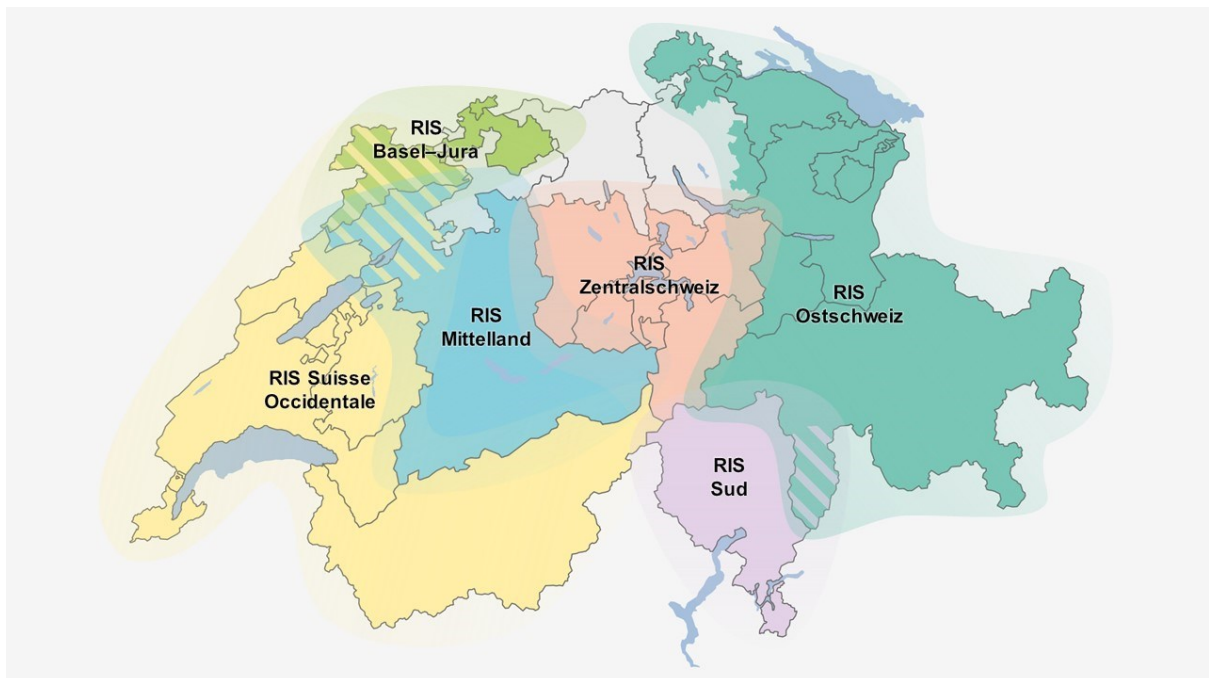 RIS
Basel–Jura
RIS
Zentralschweiz
RIS
Ostschweiz
RIS
Mittelland
RIS Suisse
Occidentale
RIS
Sud